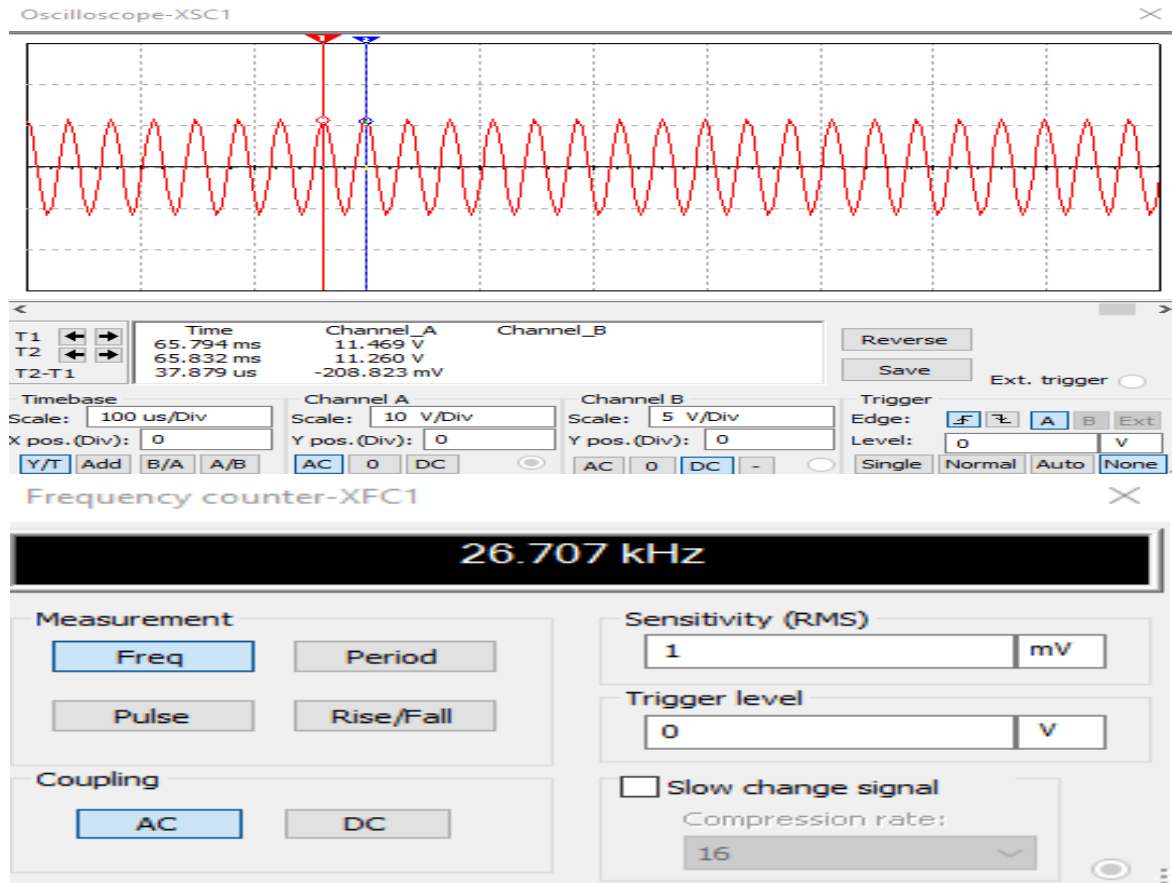 Oscilloscope-XSC1
1 2
Time Channel_A Channel_B
T1 65.794 ms 11.469 V
T2 65.832 ms 11.260 V
T2-T1 37.879 us -208.823 mV
Reverse
Save
Ext. trigger
Timebase Channel A Channel B Trigger
Scale: 100 us/Div Scale: 10 V/Div Scale: 5 V/Div Edge: A B Ext
X pos.(Div): 0 Y pos.(Div): 0 Y pos.(Div): 0 Level: 0 V
Y/T Add B/A A/B AC 0 DC AC 0 DC - Single Normal Auto None
Frequency counter-XFC1
26.707 kHz
Measurement Sensitivity (RMS)
Freq Period 1 mV
Trigger level
Pulse Rise/Fall 0 V
Coupling Slow change signal
AC DC Compression rate:
16